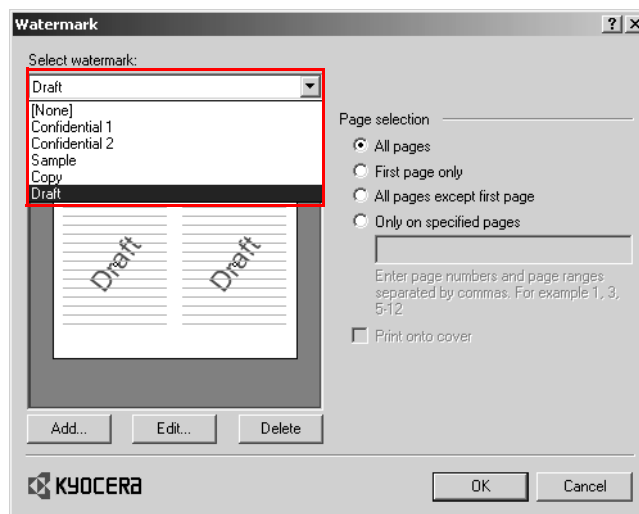 Watermark
Select watermark:
Draft
[None]
Confidential 1
Confidential 2
Sample
Copy
Draft
Draft Draft
Add... Edit... Delete
Page selection
All pages
First page only
All pages except first page
Only on specified pages
Enter page numbers and page ranges
separated by commas. For example 1, 3,
5-12
Print onto cover
KYOCERA
OK Cancel